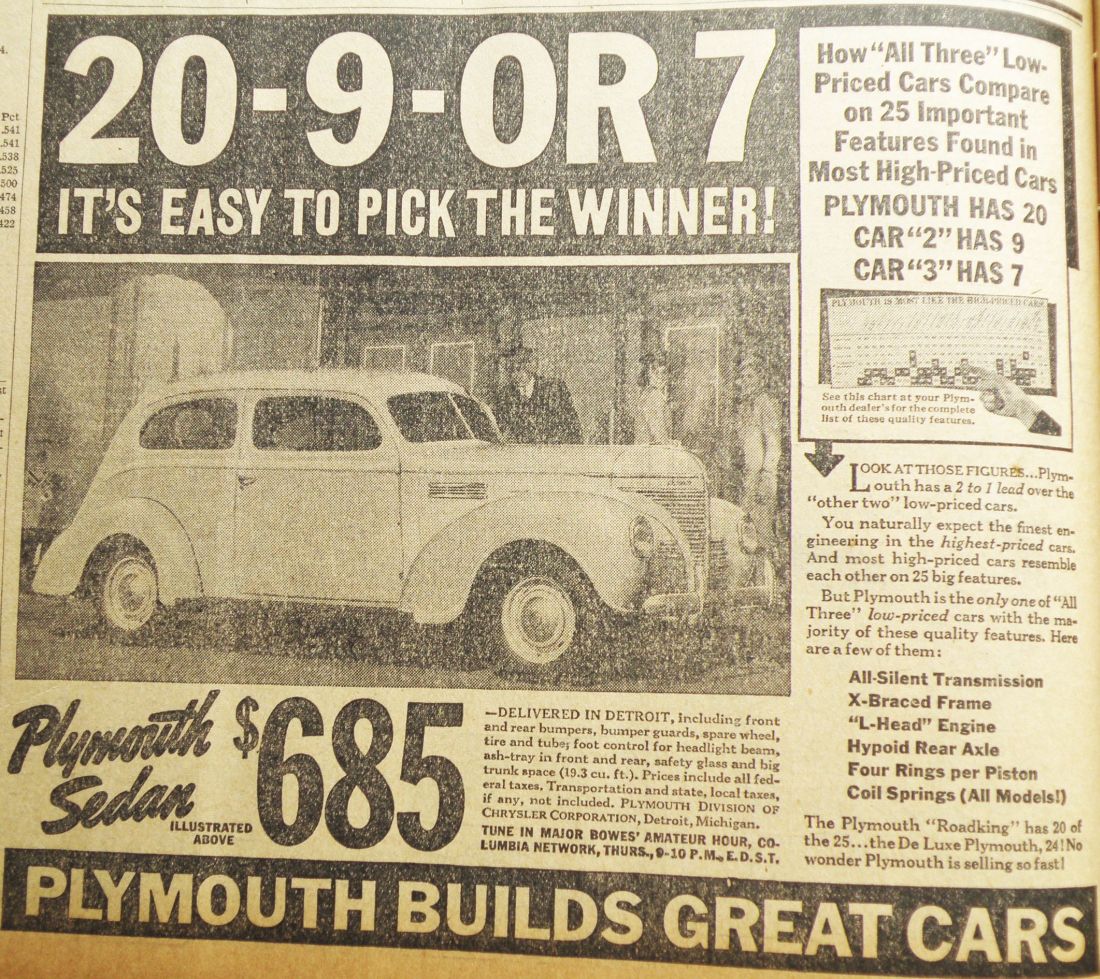 4.
Pct
.541
.541
.538
.525
.500
.474
.458
.422
20-9-OR 7
IT'S EASY TO PICK THE WINNER!
How "All Three" Low-
Priced Cars Compare
on 25 Important
Features Found in
Most High-Priced Cars
PLYMOUTH HAS 20
CAR "2" HAS 9
CAR "3" HAS 7
PLYMOUTH IS MOST LIKE THE HIGH-PRICED CARS
See this chart at your Plym-
outh dealer's for the complete
list of these quality features.
LOOK AT THOSE FIGURES...Plym-
outh has a 2 to 1 lead over the
"other two" low-priced cars.
You naturally expect the finest en-
gineering in the highest-priced cars.
And most high-priced cars resemble
each other on 25 big features.
But Plymouth is the only one of "All
Three" low-priced cars with the ma-
jority of these quality features. Here
are a few of them:
All-Silent Transmission
X-Braced Frame
"L-Head" Engine
Hypoid Rear Axle
Four Rings per Piston
Coil Springs (All Models!)
The Plymouth "Roadking" has 20 of
the 25...the De Luxe Plymouth, 24! No
wonder Plymouth is selling so fast!
Plymouth
Sedan
ILLUSTRATED
ABOVE
$685
—DELIVERED IN DETROIT, including front
and rear bumpers, bumper guards, spare wheel,
tire and tube; foot control for headlight beam,
ash-tray in front and rear, safety glass and big
trunk space (19.3 cu. ft.). Prices include all fed-
eral taxes. Transportation and state, local taxes,
if any, not included. PLYMOUTH DIVISION OF
CHRYSLER CORPORATION, Detroit, Michigan.
TUNE IN MAJOR BOWES' AMATEUR HOUR, CO-
LUMBIA NETWORK, THURS., 9-10 P.M., E.D.S.T.
PLYMOUTH BUILDS GREAT CARS